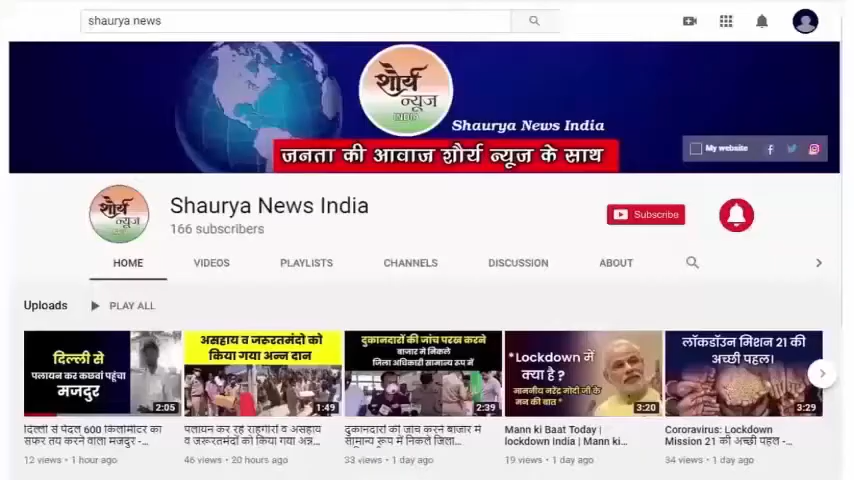 shaurya news
शौर्य
न्यूज
INDIA
Shaurya News India
जनता की आवाज शौर्य न्यूज के साथ
My website
शौर्य
न्यूज
Shaurya News India
166 subscribers
Subscribe
HOME VIDEOS PLAYLISTS CHANNELS DISCUSSION ABOUT
Uploads PLAY ALL
दिल्ली से
पलायन कर कछवां पहुंचा
मजदुर
2:05
असहाय व जरूरतमंदो को
किया गया अन्न दान
1:49
दुकानदारों की जांच परख करने
बाजार में निकले
जिला अधिकारी सामान्य रूप में
2:39
*Lockdown में
क्या है ?
माननीय नरेंद्र मोदी जी के
मन की बात *
3:20
लॉकडॉउन मिशन 21 की
अच्छी पहल।
3:29
दिल्ली से पैदल 600 किलोमीटर का
सफर तय करने वाला मजदुर -...
12 views • 1 hour ago
पलायन कर रहे राहगीरों व असहाय
व जरूरतमंदों को किया गया अन्न...
46 views • 20 hours ago
दुकानदारों की जांच करने बाजार में
सामान्य रूप में निकले जिला...
33 views • 1 day ago
Mann ki Baat Today |
lockdown India | Mann ki...
19 views • 1 day ago
Cororavirus: Lockdown
Mission 21 की अच्छी पहल -...
34 views • 1 day ago